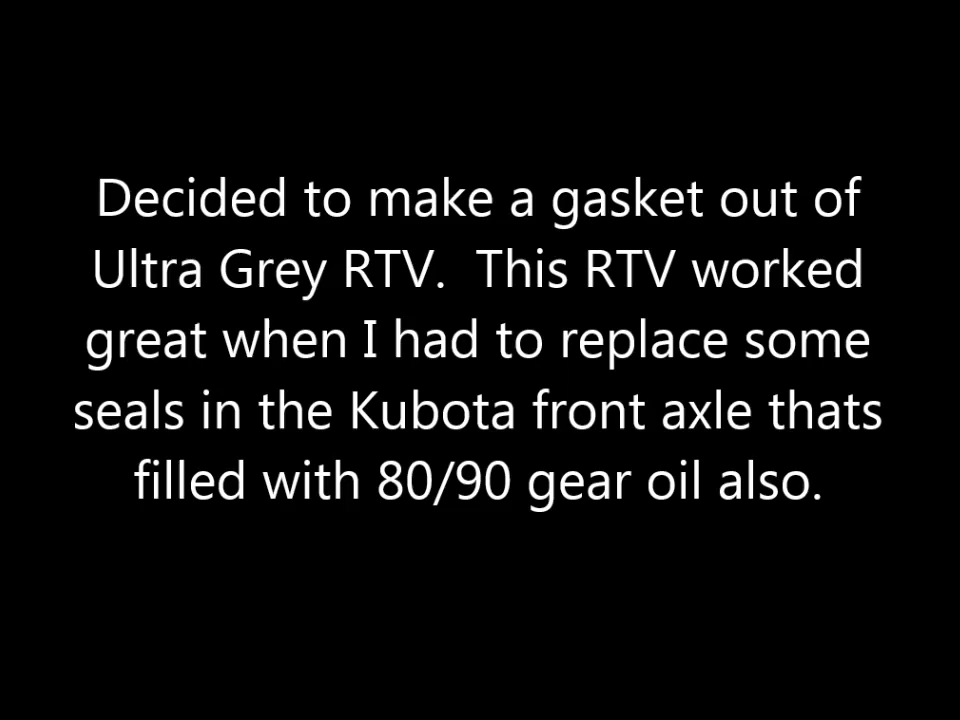 Decided to make a gasket out of
Ultra Grey RTV.  This RTV worked
great when I had to replace some
seals in the Kubota front axle thats
filled with 80/90 gear oil also.